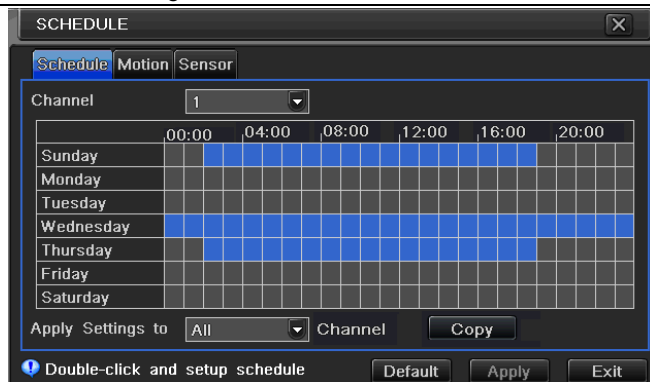 SCHEDULE
Schedule Motion Sensor
Channel 1
00:00 04:00 08:00 12:00 16:00 20:00
Sunday
Monday
Tuesday
Wednesday
Thursday
Friday
Saturday
Apply Settings to All Channel Copy
Double-click and setup schedule Default Apply Exit